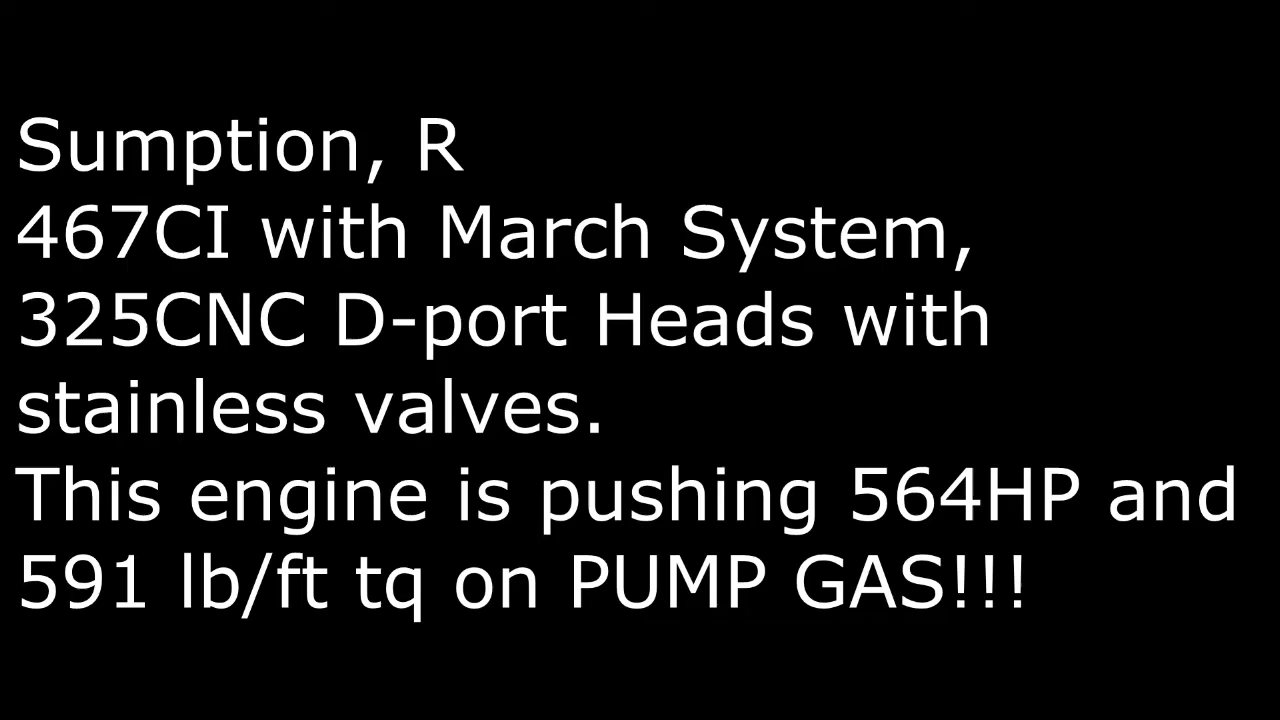 Sumption, R
467CI with March System,
325CNC D-port Heads with
stainless valves.
This engine is pushing 564HP and
591 lb/ft tq on PUMP GAS!!!